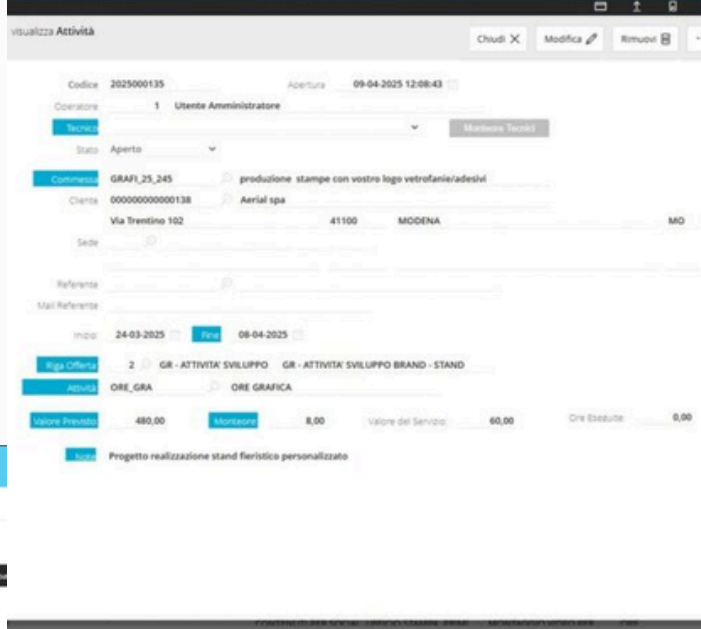 visualizza Attività
Chiudi X Modifica Rimuovi
Codice 2025000135 Apertura 09-04-2025 12:08:43
Operatore 1 Utente Amministratore
Tecnico Monteore Tecnici
Stato Aperto
Commessa GRAFI_25_245 produzione stampe con vostro logo vetrofanie/adesivi
Cliente 000000000000138 Aerial spa
Via Trentino 102 41100 MODENA MO
Sede
Referente
Mail Referente
Inizio 24-03-2025 Fine 08-04-2025
Riga Offerta 2 GR - ATTIVITA' SVILUPPO GR - ATTIVITA' SVILUPPO BRAND - STAND
Attività ORE_GRA ORE GRAFICA
Valore Previsto 480,00 Monteore 8,00 Valore del Servizio 60,00 Ore Eseguite 0,00
Note Progetto realizzazione stand fieristico personalizzato